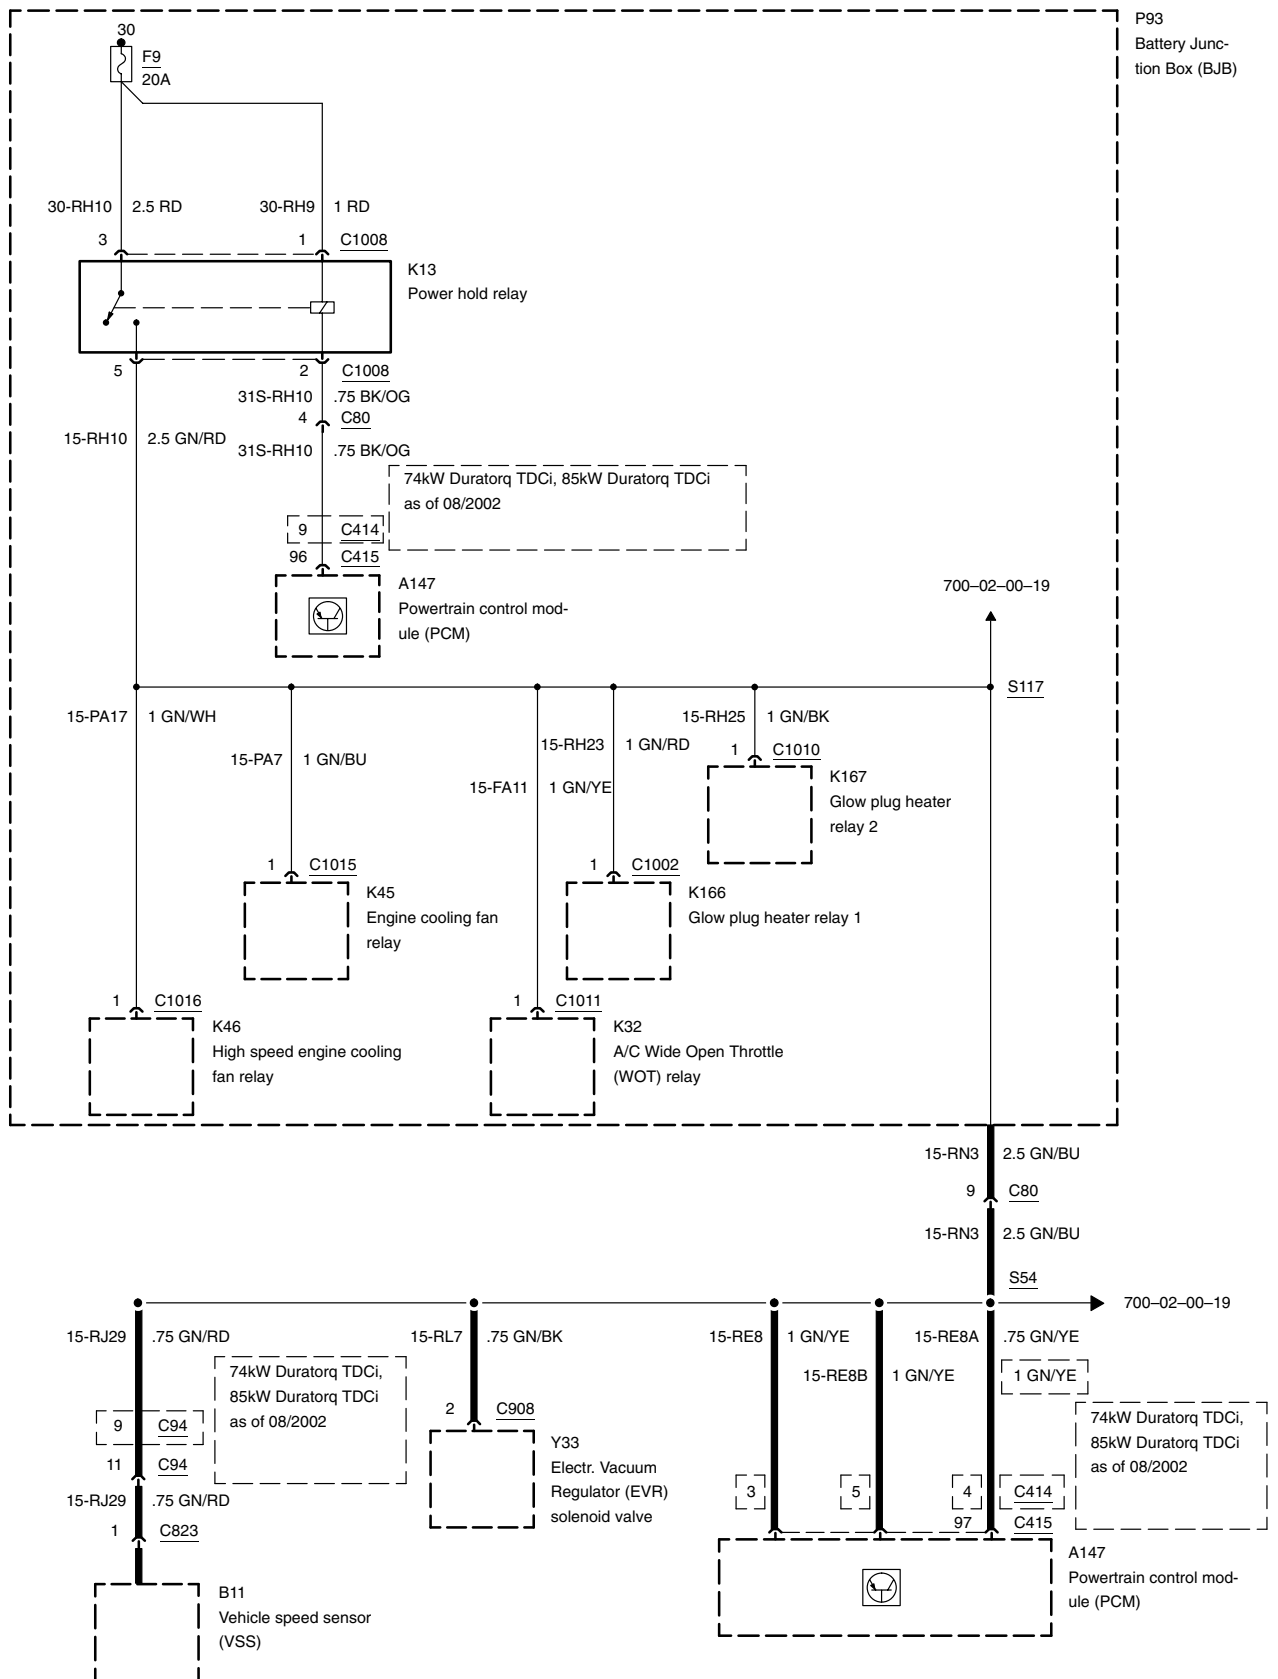 P93
Battery Junc-
tion Box (BJB)
30
F9
20A
30-RH10 2.5 RD
30-RH9 1 RD
3
1 C1008
K13
Power hold relay
5
2 C1008
31S-RH10 .75 BK/OG
4 C80
15-RH10 2.5 GN/RD
31S-RH10 .75 BK/OG
74kW Duratorq TDCi, 85kW Duratorq TDCi
as of 08/2002
9 C414
96 C415
A147
Powertrain control mod-
ule (PCM)
700–02–00–19
S117
15-PA17 1 GN/WH
15-RH25 1 GN/BK
15-PA7 1 GN/BU
15-RH23 1 GN/RD
1 C1010
K167
Glow plug heater
relay 2
15-FA11 1 GN/YE
1 C1015
K45
Engine cooling fan
relay
1 C1002
K166
Glow plug heater relay 1
1 C1016
K46
High speed engine cooling
fan relay
1 C1011
K32
A/C Wide Open Throttle
(WOT) relay
15-RN3 2.5 GN/BU
9 C80
15-RN3 2.5 GN/BU
S54
700–02–00–19
15-RJ29 .75 GN/RD
15-RL7 .75 GN/BK
15-RE8 1 GN/YE
15-RE8A .75 GN/YE
15-RE8B 1 GN/YE
1 GN/YE
74kW Duratorq TDCi,
85kW Duratorq TDCi
as of 08/2002
9 C94
11 C94
15-RJ29 .75 GN/RD
1 C823
B11
Vehicle speed sensor
(VSS)
2 C908
Y33
Electr. Vacuum
Regulator (EVR)
solenoid valve
74kW Duratorq TDCi,
85kW Duratorq TDCi
as of 08/2002
3
5
4 C414
97 C415
A147
Powertrain control mod-
ule (PCM)